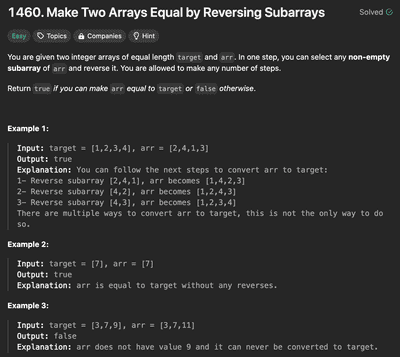 1460. Make Two Arrays Equal by Reversing Subarrays
Solved
Easy Topics Companies Hint
You are given two integer arrays of equal length target and arr. In one step, you can select any non-empty
subarray of arr and reverse it. You are allowed to make any number of steps.
Return true if you can make arr equal to target or false otherwise.
Example 1:
Input: target = [1,2,3,4], arr = [2,4,1,3]
Output: true
Explanation: You can follow the next steps to convert arr to target:
1- Reverse subarray [2,4,1], arr becomes [1,4,2,3]
2- Reverse subarray [4,2], arr becomes [1,2,4,3]
3- Reverse subarray [4,3], arr becomes [1,2,3,4]
There are multiple ways to convert arr to target, this is not the only way to do
so.
Example 2:
Input: target = [7], arr = [7]
Output: true
Explanation: arr is equal to target without any reverses.
Example 3:
Input: target = [3,7,9], arr = [3,7,11]
Output: false
Explanation: arr does not have value 9 and it can never be converted to target.